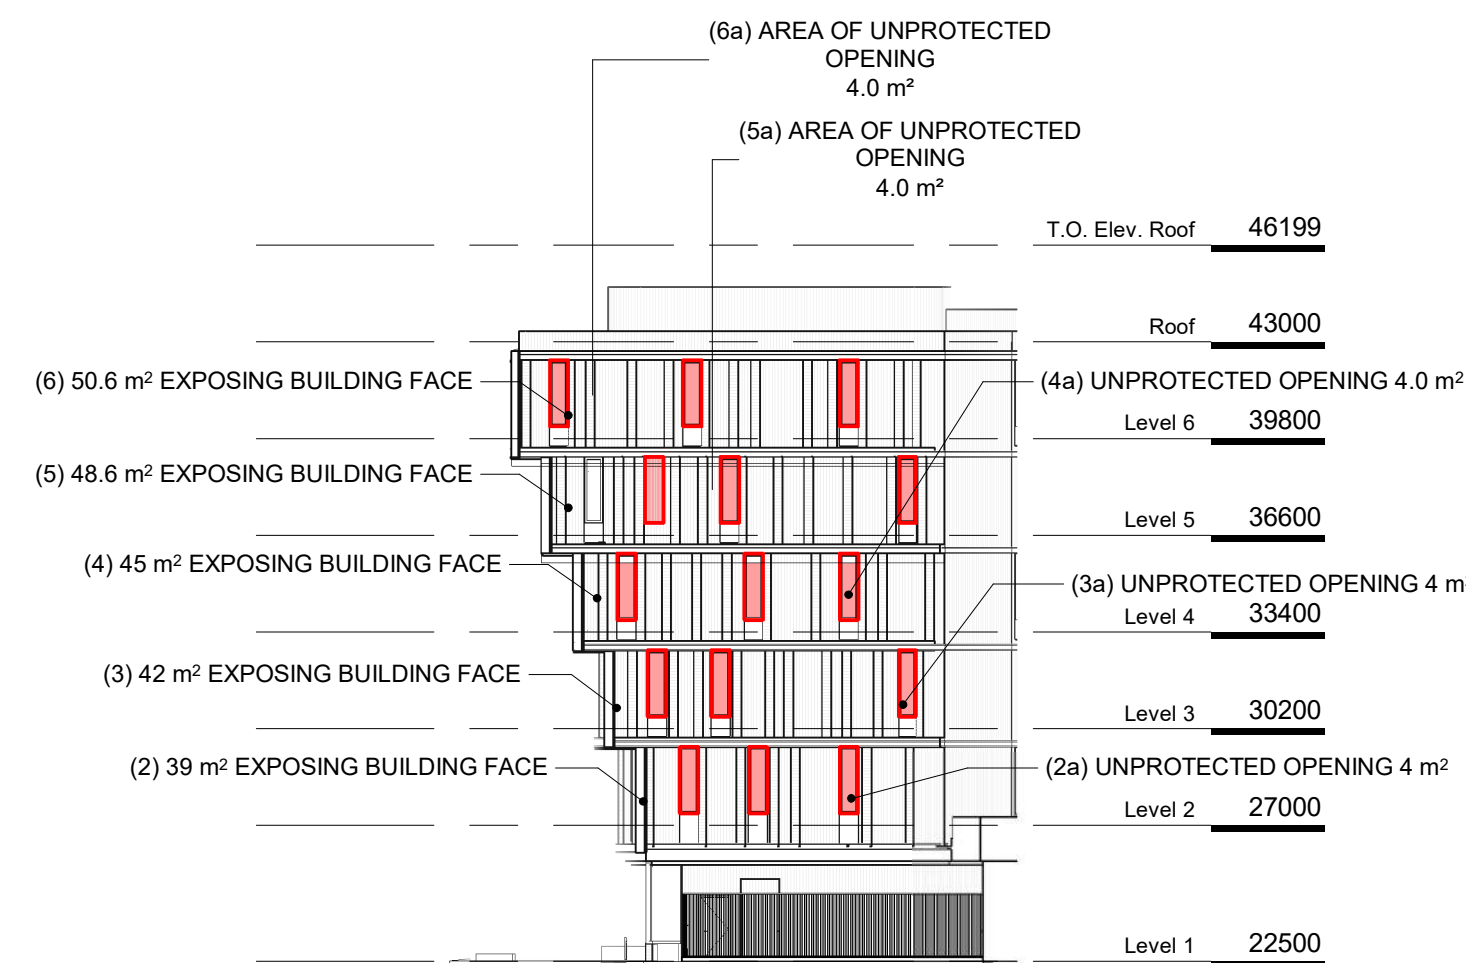 (6a) AREA OF UNPROTECTED
OPENING
4.0 m²
(5a) AREA OF UNPROTECTED
OPENING
4.0 m²
T.O. Elev. Roof 46199
Roof 43000
(6) 50.6 m² EXPOSING BUILDING FACE
(4a) UNPROTECTED OPENING 4.0 m²
Level 6 39800
(5) 48.6 m² EXPOSING BUILDING FACE
Level 5 36600
(4) 45 m² EXPOSING BUILDING FACE
(3a) UNPROTECTED OPENING 4 m²
Level 4 33400
(3) 42 m² EXPOSING BUILDING FACE
Level 3 30200
(2) 39 m² EXPOSING BUILDING FACE
(2a) UNPROTECTED OPENING 4 m²
Level 2 27000
Level 1 22500